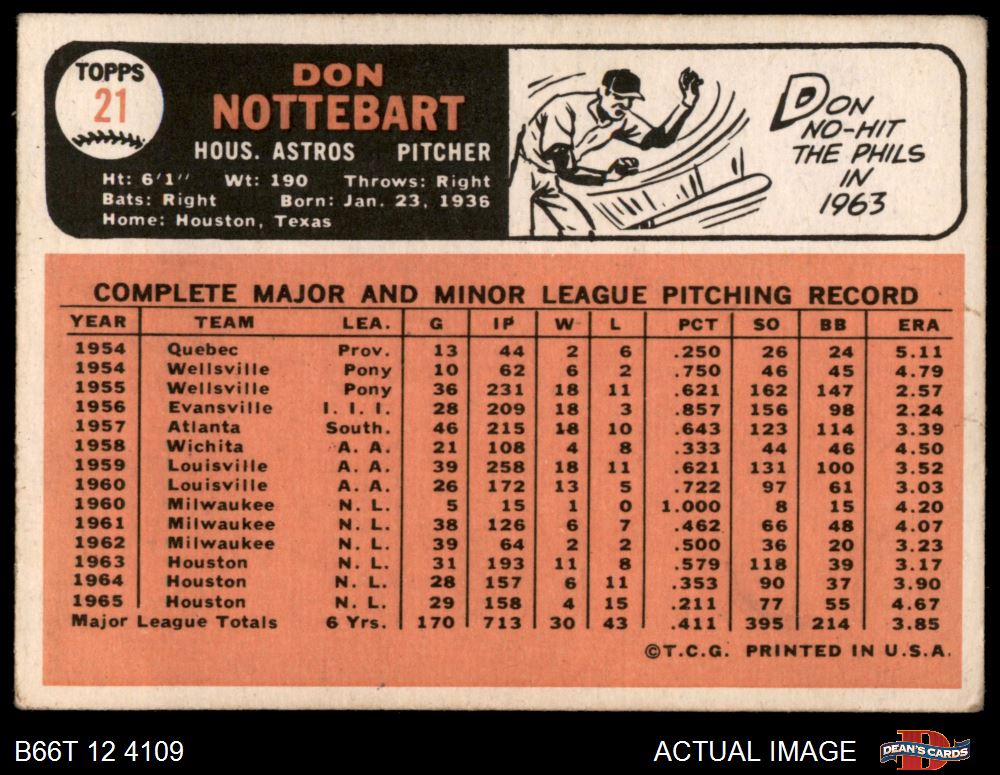 TOPPS
21
DON
NOTTEBART
HOUS. ASTROS PITCHER
Ht: 6'1" Wt: 190 Throws: Right
Bats: Right Born: Jan. 23, 1936
Home: Houston, Texas
DON
NO-HIT
THE PHILS
IN
1963
COMPLETE MAJOR AND MINOR LEAGUE PITCHING RECORD
YEAR TEAM LEA. G IP W L PCT SO BB ERA
1954 Quebec Prov. 13 44 2 6 .250 26 24 5.11
1954 Wellsville Pony 10 62 6 2 .750 46 45 4.79
1955 Wellsville Pony 36 231 18 11 .621 162 147 2.57
1956 Evansville I. I. I. 28 209 18 3 .857 156 98 2.24
1957 Atlanta South. 46 215 18 10 .643 123 114 3.39
1958 Wichita A. A. 21 108 4 8 .333 44 46 4.50
1959 Louisville A. A. 39 258 18 11 .621 131 100 3.52
1960 Louisville A. A. 26 172 13 5 .722 97 61 3.03
1960 Milwaukee N. L. 5 15 1 0 1.000 8 15 4.20
1961 Milwaukee N. L. 38 126 6 7 .462 66 48 4.07
1962 Milwaukee N. L. 39 64 2 2 .500 36 20 3.23
1963 Houston N. L. 31 193 11 8 .579 118 39 3.17
1964 Houston N. L. 28 157 6 11 .353 90 37 3.90
1965 Houston N. L. 29 158 4 15 .211 77 55 4.67
Major League Totals 6 Yrs. 170 713 30 43 .411 395 214 3.85
©T.C.G. PRINTED IN U.S.A.
B66T 12 4109 ACTUAL IMAGE DEAN'S CARDS